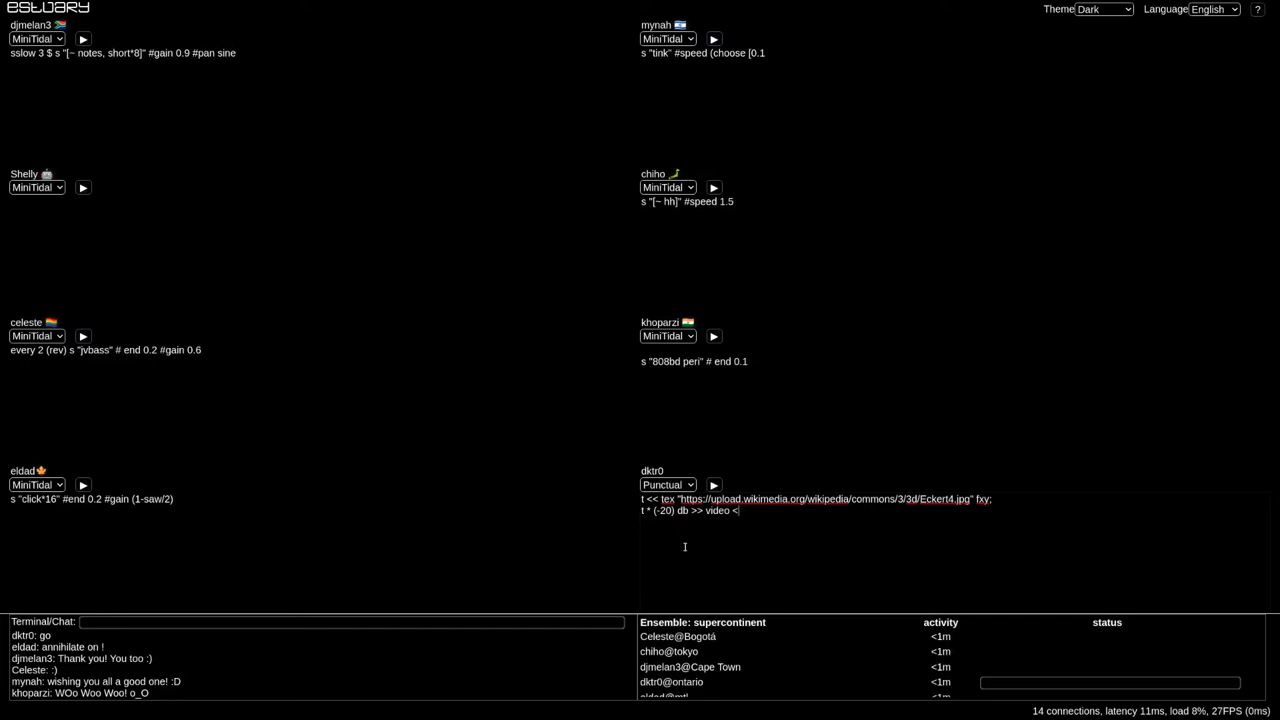 estuary
Theme Dark Language English ?
djmelan3 🇿🇦
MiniTidal ▶
sslow 3 $ s "[~ notes, short*8]" #gain 0.9 #pan sine
mynah 🇮🇱
MiniTidal ▶
s "tink" #speed (choose [0.1
Shelly 🤖
MiniTidal ▶
chiho 🐛
MiniTidal ▶
s "[~ hh]" #speed 1.5
celeste 🏳️‍🌈
MiniTidal ▶
every 2 (rev) s "jvbass" # end 0.2 #gain 0.6
khoparzi 🇮🇳
MiniTidal ▶
s "808bd peri" # end 0.1
eldad🍁
MiniTidal ▶
s "click*16" #end 0.2 #gain (1-saw/2)
dktr0
Punctual ▶
t << tex "https://upload.wikimedia.org/wikipedia/commons/3/3d/Eckert4.jpg" fxy;
t * (-20) db >> video <
Terminal/Chat:
dktr0: go
eldad: annihilate on !
djmelan3: Thank you! You too :)
Celeste: :)
mynah: wishing you all a good one! :D
khoparzi: WOo Woo Woo! o_O
Ensemble: supercontinent activity status
Celeste@Bogotá <1m
chiho@tokyo <1m
djmelan3@Cape Town <1m
dktr0@ontario <1m
eldad@mtl <1m
14 connections, latency 11ms, load 8%, 27FPS (0ms)